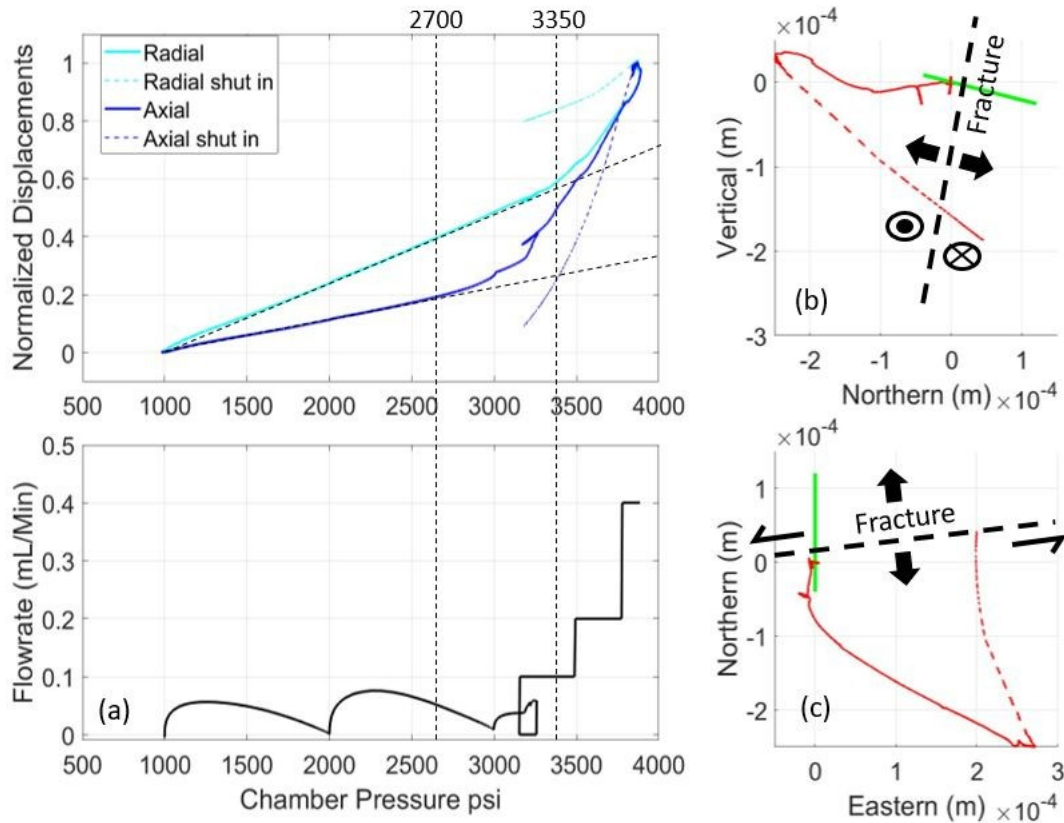 2700 3350
Radial
Radial shut in
Axial
Axial shut in
Normalized Displacements
1
0.8
0.6
0.4
0.2
0
500 1000 1500 2000 2500 3000 3500 4000
Flowrate (mL/Min)
0.5
0.4
0.3
0.2
0.1
0
(a)
500 1000 1500 2000 2500 3000 3500 4000
Chamber Pressure psi
×10⁻⁴
Vertical (m)
0
-1
-2
-3
Fracture
(b)
-2 -1 0 1
Northern (m) ×10⁻⁴
×10⁻⁴
Northern (m)
1
0
-1
-2
Fracture
(c)
0 1 2 3
Eastern (m) ×10⁻⁴